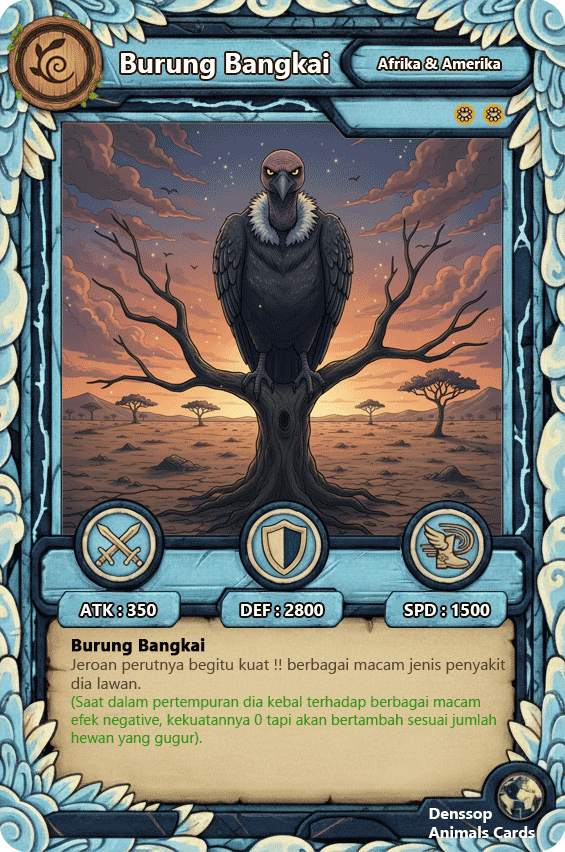 Burung Bangkai
Afrika & Amerika
ATK : 350
DEF : 2800
SPD : 1500
Burung Bangkai
Jeroan perutnya begitu kuat !! berbagai macam jenis penyakit
dia lawan.
(Saat dalam pertempuran dia kebal terhadap berbagai macam
efek negative, kekuatannya 0 tapi akan bertambah sesuai jumlah
hewan yang gugur).
Denssop
Animals Cards